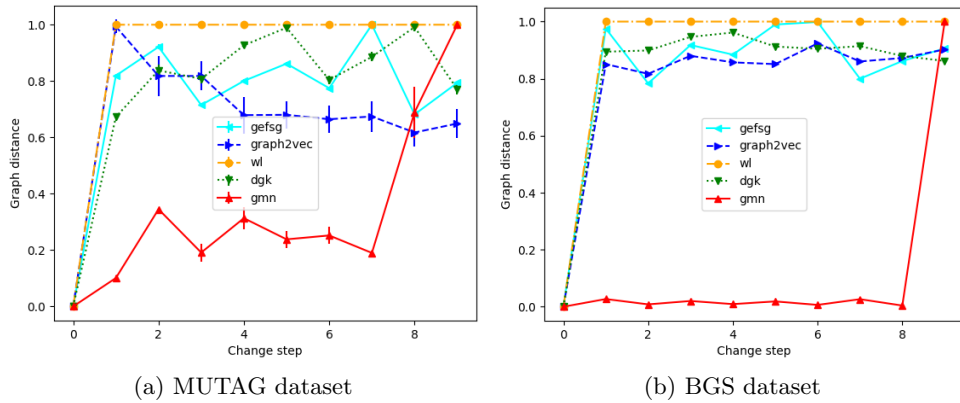 1.0
0.8
0.6
0.4
0.2
0.0
Graph distance
gefsg
graph2vec
wl
dgk
gmn
0 2 4 6 8
Change step
(a) MUTAG dataset
1.0
0.8
0.6
0.4
0.2
0.0
Graph distance
gefsg
graph2vec
wl
dgk
gmn
0 2 4 6 8
Change step
(b) BGS dataset